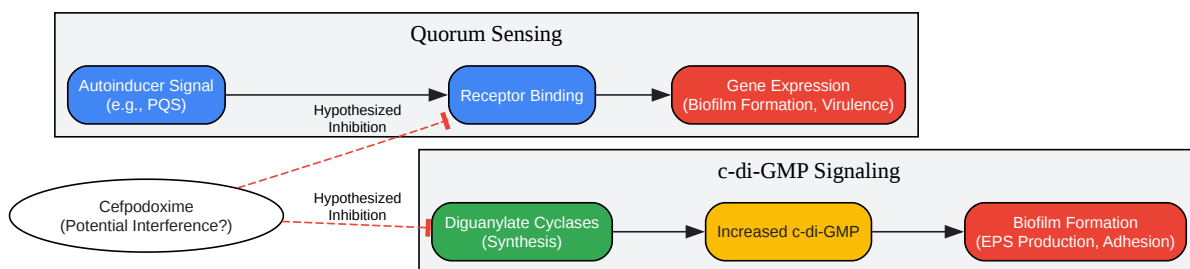 Quorum Sensing
Autoinducer Signal
(e.g., PQS)
Receptor Binding
Gene Expression
(Biofilm Formation, Virulence)
Hypothesized
Inhibition
c-di-GMP Signaling
Cefpodoxime
(Potential Interference?)
Hypothesized
Inhibition
Diguanylate Cyclases
(Synthesis)
Increased c-di-GMP
Biofilm Formation
(EPS Production, Adhesion)